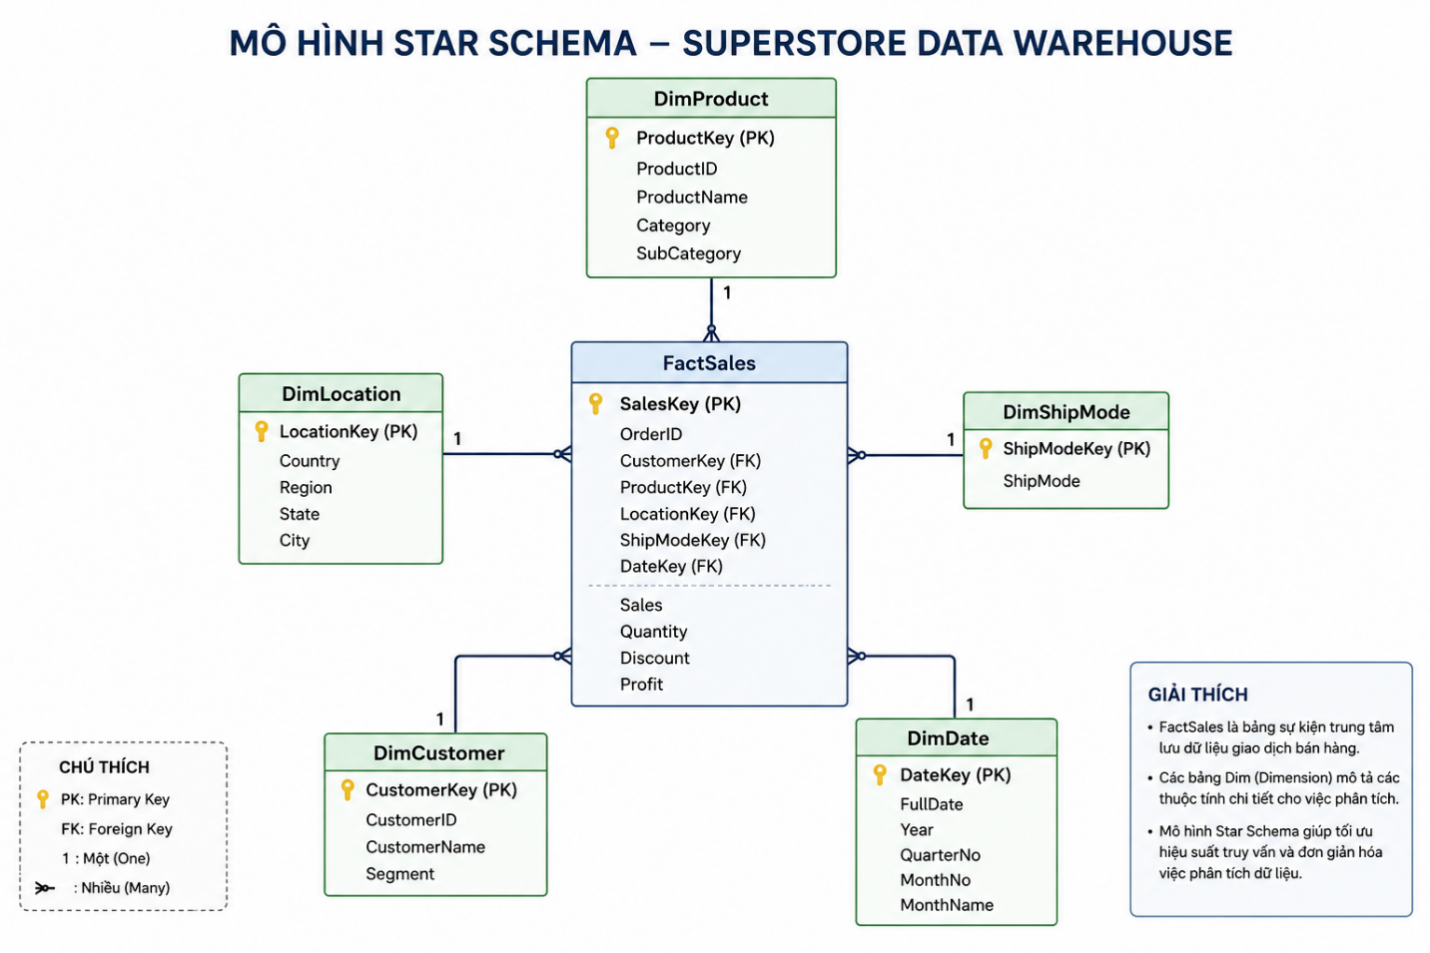 MÔ HÌNH STAR SCHEMA – SUPERSTORE DATA WAREHOUSE
DimProduct
ProductKey (PK)
ProductID
ProductName
Category
SubCategory
1
FactSales
SalesKey (PK)
OrderID
CustomerKey (FK)
ProductKey (FK)
LocationKey (FK)
ShipModeKey (FK)
DateKey (FK)
Sales
Quantity
Discount
Profit
DimLocation
LocationKey (PK)
Country
Region
State
City
1
DimShipMode
ShipModeKey (PK)
ShipMode
1
DimCustomer
CustomerKey (PK)
CustomerID
CustomerName
Segment
1
DimDate
DateKey (PK)
FullDate
Year
QuarterNo
MonthNo
MonthName
1
CHÚ THÍCH
PK: Primary Key
FK: Foreign Key
1 : Một (One)
: Nhiều (Many)
GIẢI THÍCH
• FactSales là bảng sự kiện trung tâm
lưu dữ liệu giao dịch bán hàng.
• Các bảng Dim (Dimension) mô tả các
thuộc tính chi tiết cho việc phân tích.
• Mô hình Star Schema giúp tối ưu
hiệu suất truy vấn và đơn giản hóa
việc phân tích dữ liệu.